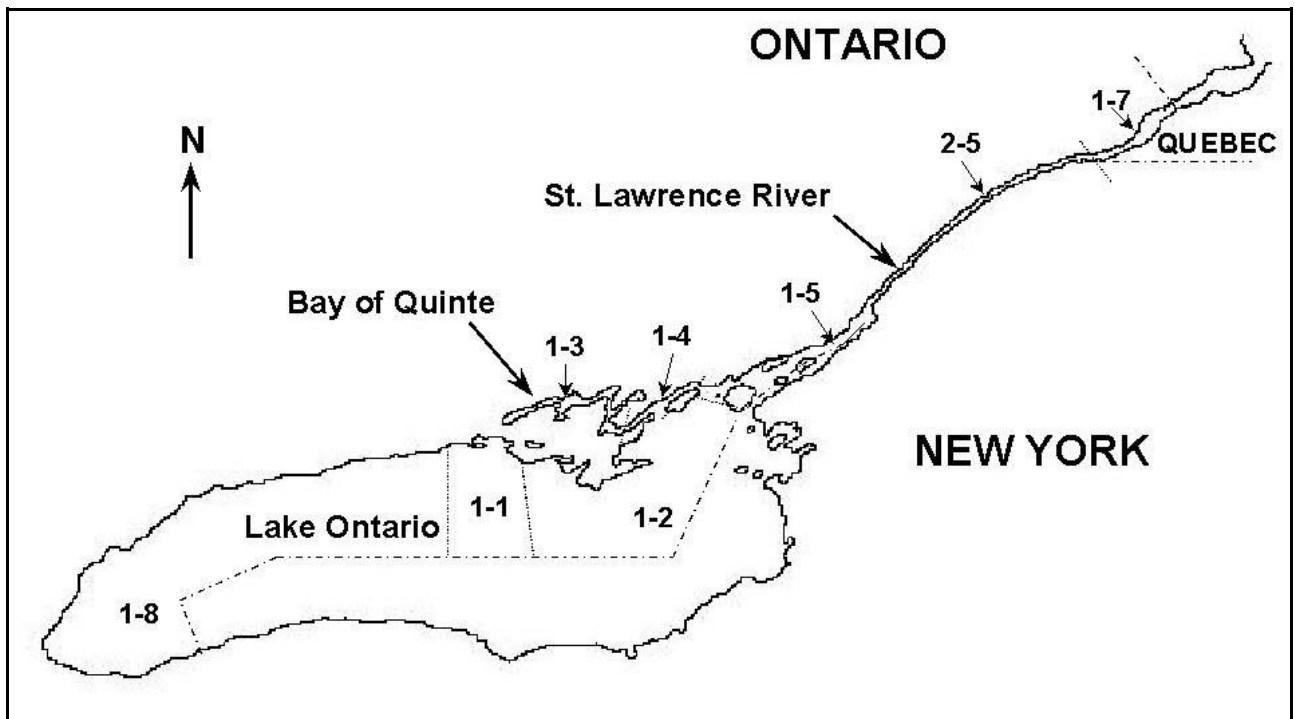 ONTARIO
N
1-7
QUEBEC
2-5
St. Lawrence River
1-5
Bay of Quinte
1-4
1-3
NEW YORK
1-1
1-2
Lake Ontario
1-8